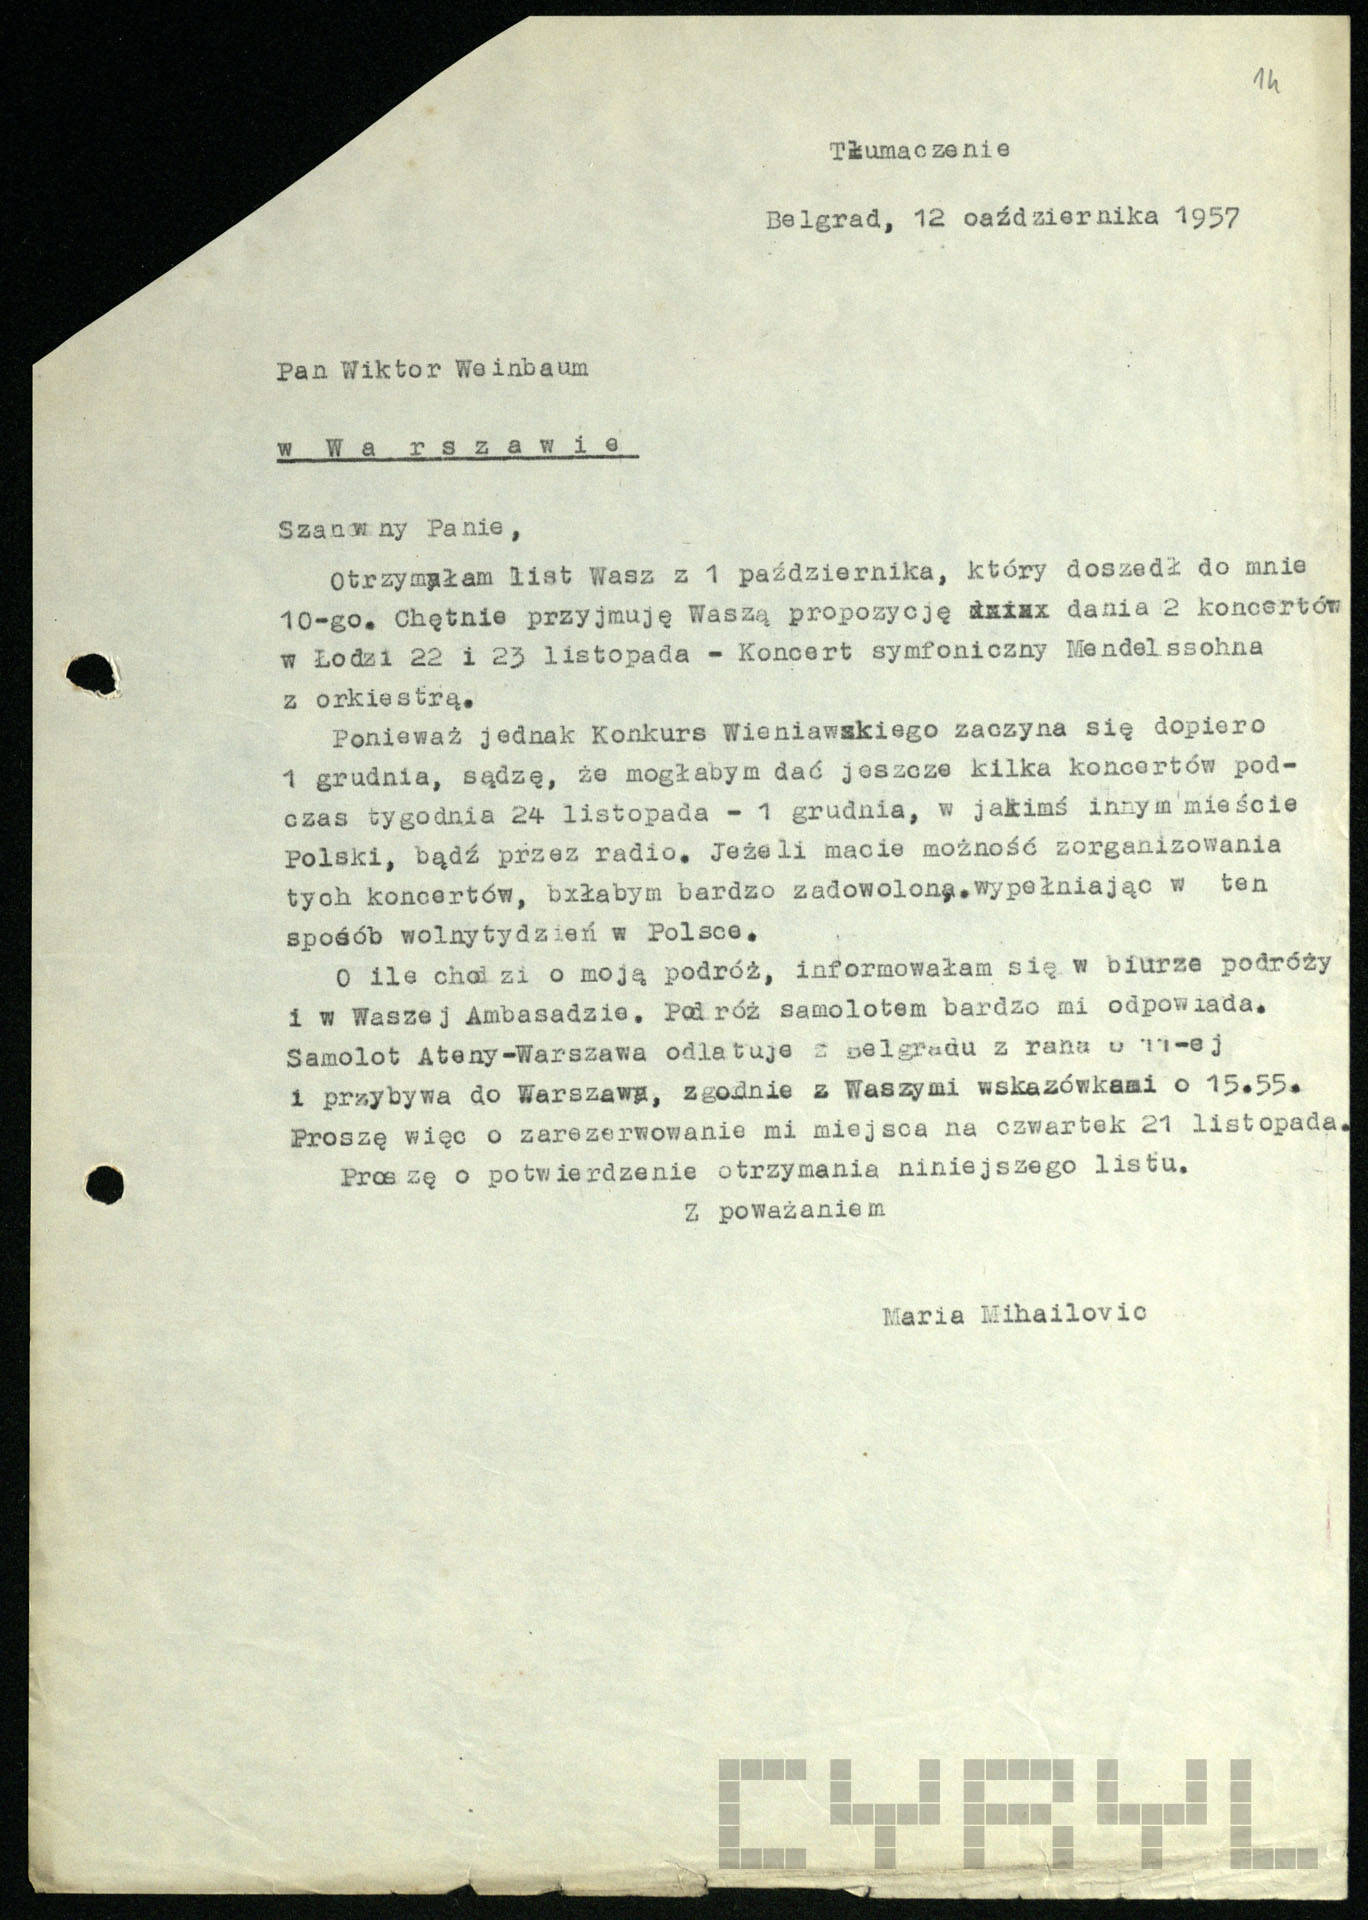 14
Tłumaczenie
Belgrad, 12 oaździernika 1957
Pan Wiktor Weinbaum
w W a r s z a w i e
Szanowny Panie,
Otrzymałam list Wasz z 1 października, który doszedł do mnie
10-go. Chętnie przyjmuję Waszą propozycję dania 2 koncertów
w Łodzi 22 i 23 listopada - Koncert symfoniczny Mendelssohna
z orkiestrą.
Ponieważ jednak Konkurs Wieniawskiego zaczyna się dopiero
1 grudnia, sądzę, że mogłabym dać jeszcze kilka koncertów pod-
czas tygodnia 24 listopada - 1 grudnia, w jakimś innym mieście
Polski, bądź przez radio. Jeżeli macie możność zorganizowania
tych koncertów, bxłabym bardzo zadowolona.wypełniając w ten
sposób wolnytydzień w Polsce.
O ile chodzi o moją podróż, informowałam się w biurze podróży
i w Waszej Ambasadzie. Podróż samolotem bardzo mi odpowiada.
Samolot Ateny-Warszawa odlatuje z Belgradu z rana o 11-ej
i przybywa do Warszawy, zgodnie z Waszymi wskazówkami o 15.55.
Proszę więc o zarezerwowanie mi miejsca na czwartek 21 listopada.
Proszę o potwierdzenie otrzymania niniejszego listu.
Z poważaniem
Maria Mihailovic
CYRYL